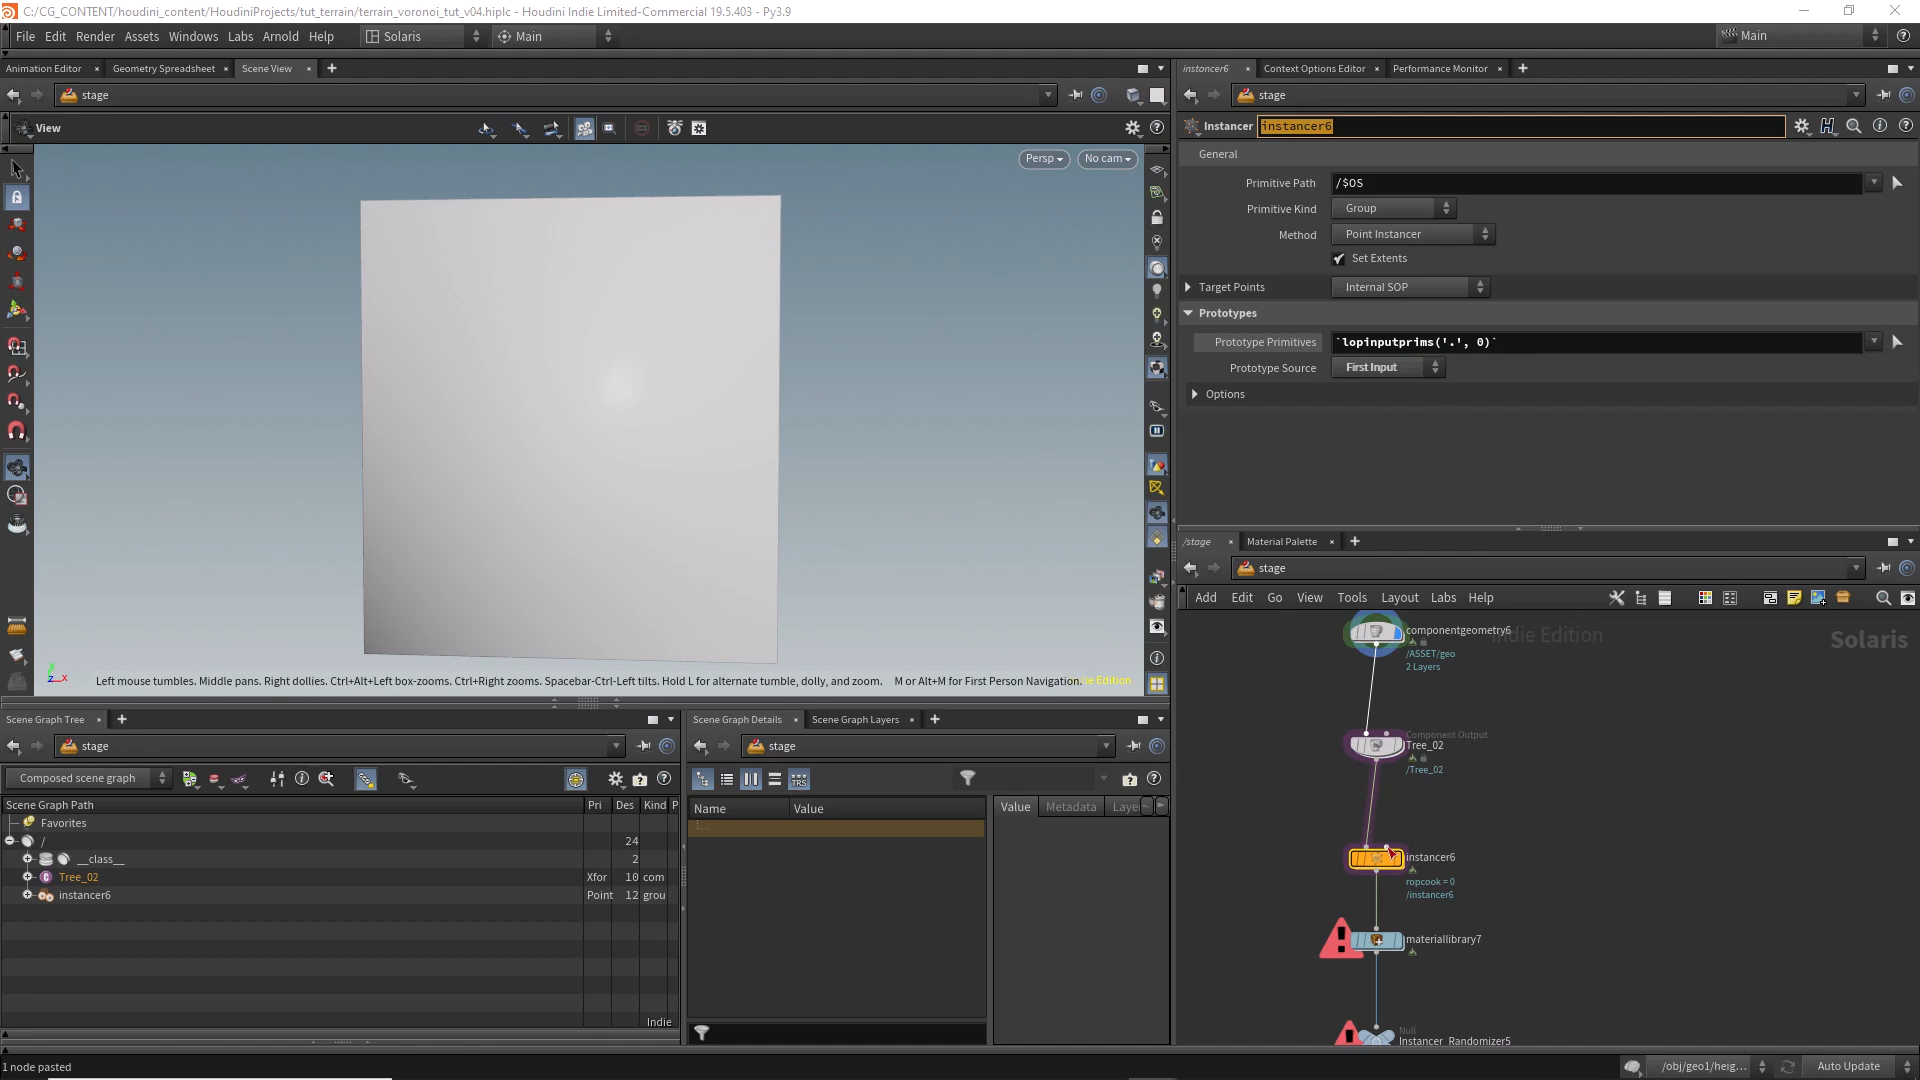 C:/CG_CONTENT/houdini_content/HoudiniProjects/tut_terrain/terrain_voronoi_tut_v04.hiplc - Houdini Indie Limited-Commercial 19.5.403 - Py3.9
File Edit Render Assets Windows Labs Arnold Help Solaris Main Main
Animation Editor Geometry Spreadsheet Scene View
stage
View
Persp No cam
Left mouse tumbles. Middle pans. Right dollies. Ctrl+Alt+Left box-zooms. Ctrl+Right zooms. Spacebar-Ctrl-Left tilts. Hold L for alternate tumble, dolly, and zoom. M or Alt+M for First Person Navigation. Edition
instancer6 Context Options Editor Performance Monitor
stage
Instancer instancer6
General
Primitive Path /$OS
Primitive Kind Group
Method Point Instancer
Set Extents
Target Points Internal SOP
Prototypes
Prototype Primitives `lopinputprims('.', 0)`
Prototype Source First Input
Options
/stage Material Palette
stage
Add Edit Go View Tools Layout Labs Help
componentgeometry6
/ASSET/geo
2 Layers
Indie Edition
Solaris
Component Output
Tree_02
/Tree_02
instancer6
ropcook = 0
/instancer6
materiallibrary7
Null
Instancer_Randomizer5
Scene Graph Tree
stage
Composed scene graph
Scene Graph Path Pri Des Kind P
Favorites
/ 24
__class__ 2
Tree_02 Xfor 10 com
instancer6 Point 12 grou
Indie
Scene Graph Details Scene Graph Layers
stage
Name Value
Value Metadata Laye
1 node pasted
/obj/geo1/heig... Auto Update